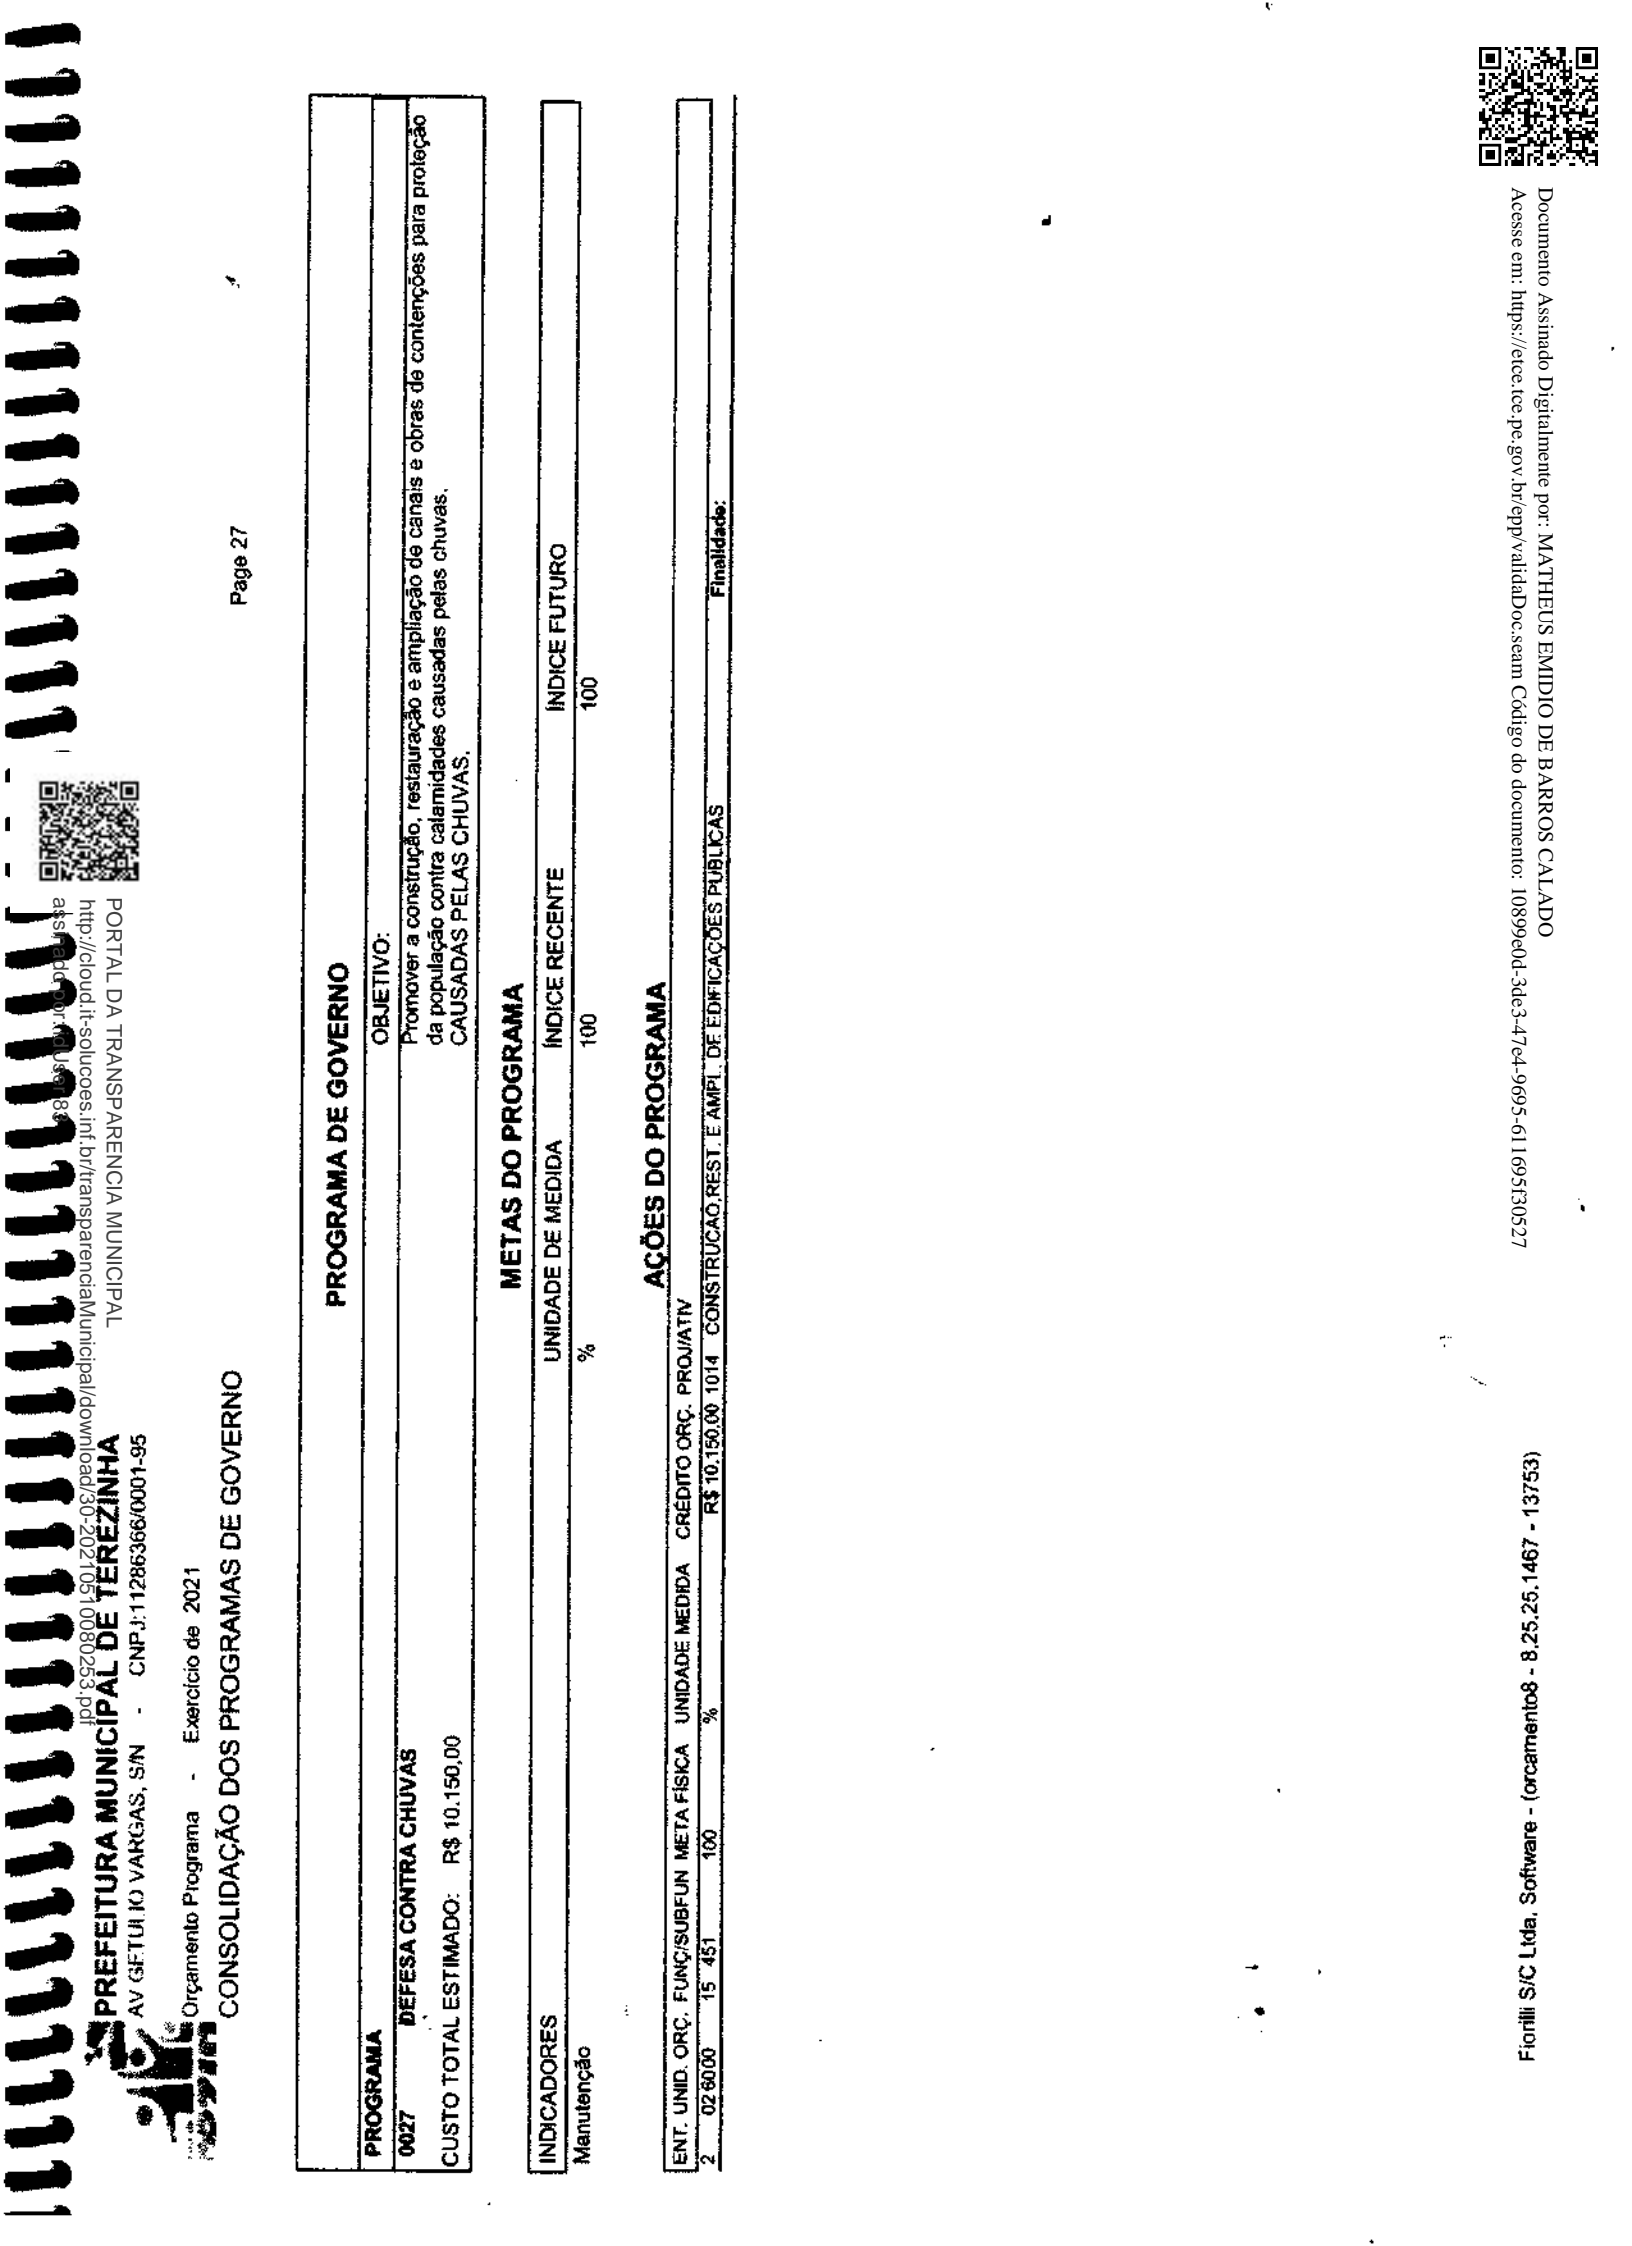 PREFEITURA MUNICIPAL DE TEREZINHA
AV GETULIO VARGAS, S/N - CNPJ:11286366/0001-95
Orçamento Programa - Exercício de 2021
CONSOLIDAÇÃO DOS PROGRAMAS DE GOVERNO
Page 27
PROGRAMA DE GOVERNO
PROGRAMA OBJETIVO:
0027 DEFESA CONTRA CHUVAS Promover a construção, restauração e ampliação de canais e obras de contenções para proteção
da população contra calamidades causadas pelas chuvas.
CUSTO TOTAL ESTIMADO: R$ 10.150,00 CAUSADAS PELAS CHUVAS.
METAS DO PROGRAMA
INDICADORES UNIDADE DE MEDIDA ÍNDICE RECENTE ÍNDICE FUTURO
Manutenção % 100 100
AÇÕES DO PROGRAMA
ENT. UNID. ORÇ. FUNÇ/SUBFUN META FÍSICA UNIDADE MEDIDA CRÉDITO ORÇ. PROJ/ATIV
2 02 6000 15 451 100 % R$ 10.150,00 1014 CONSTRUCAO,REST. E AMPL. DE EDIFICAÇÕES PUBLICAS Finalidade:
Fiorilli S/C Ltda. Software - (orcamento8 - 8.25.25.1467 - 13753)
PORTAL DA TRANSPARENCIA MUNICIPAL
http://cloud.it-solucoes.inf.br/transparenciaMunicipal/download/30-20210510080253.pdf
assinado por: idUser 83
Documento Assinado Digitalmente por: MATHEUS EMIDIO DE BARROS CALADO
Acesse em: https://etce.tce.pe.gov.br/epp/validaDoc.seam Código do documento: 10899e0d-3de3-47e4-9695-611695f30527